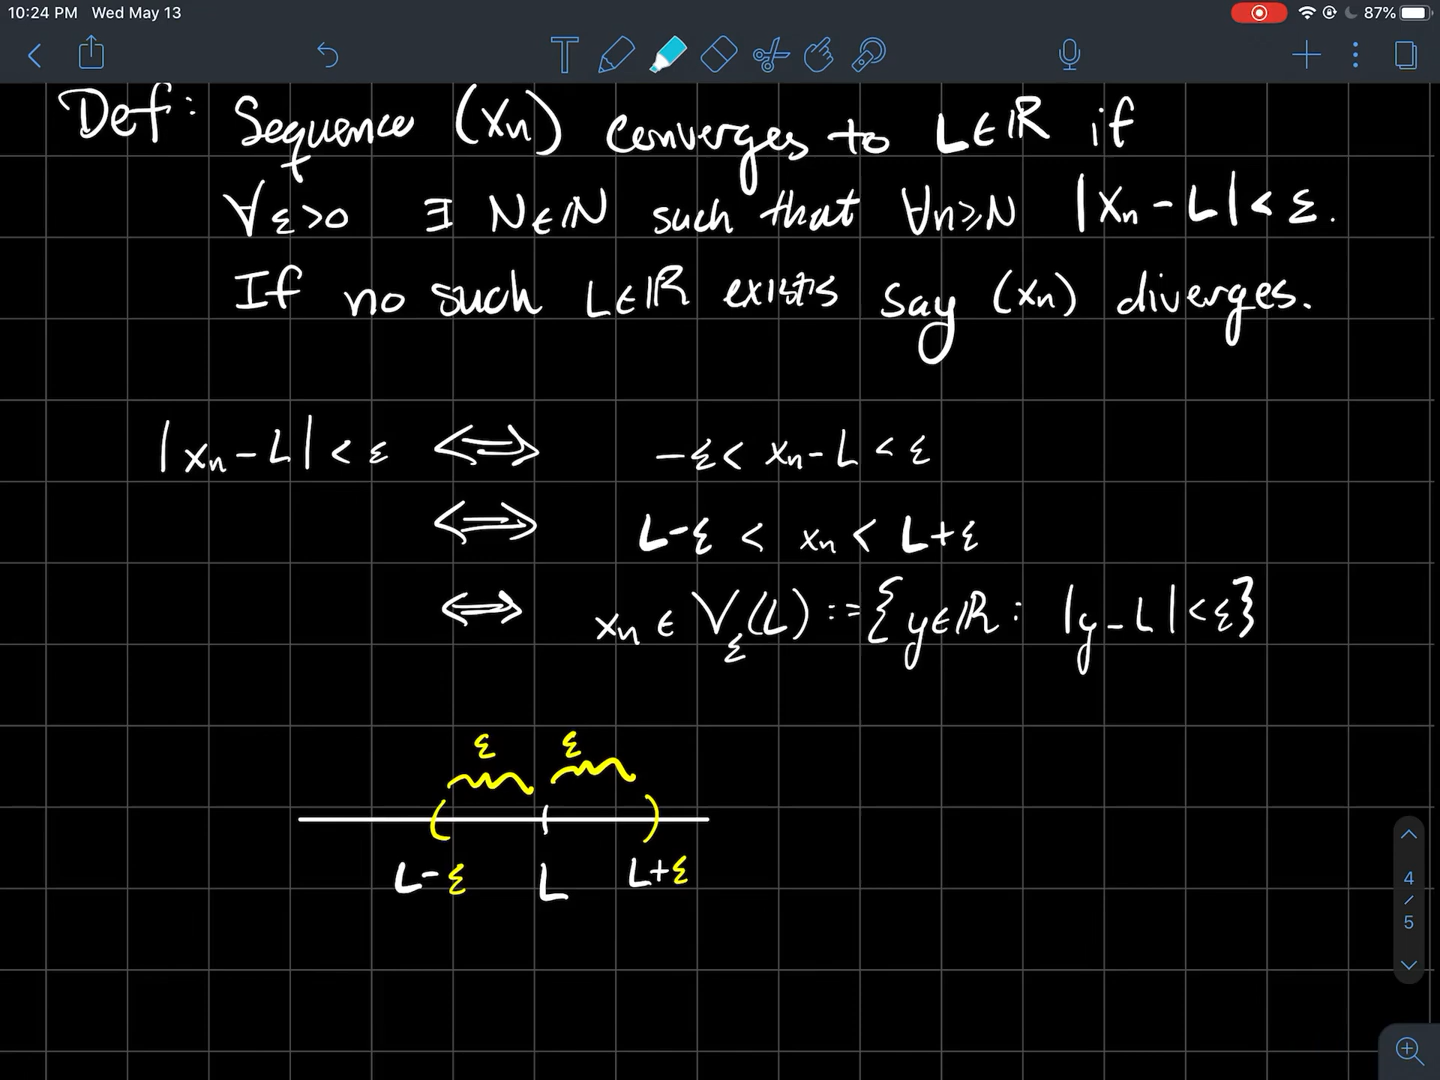 10:24 PM Wed May 13
87%
Def: Sequence (xn) converges to L∈ℝ if
∀ε>0 ∃ N∈ℕ such that ∀n≥N |xn - L| < ε.
If no such L∈ℝ exists say (xn) diverges.
|xn - L| < ε ⟺ -ε < xn - L < ε
⟺ L-ε < xn < L+ε
⟺ xn ∈ Vε(L) := {y∈ℝ : |y - L| < ε}
ε ε
( )
L-ε L L+ε
4
/
5